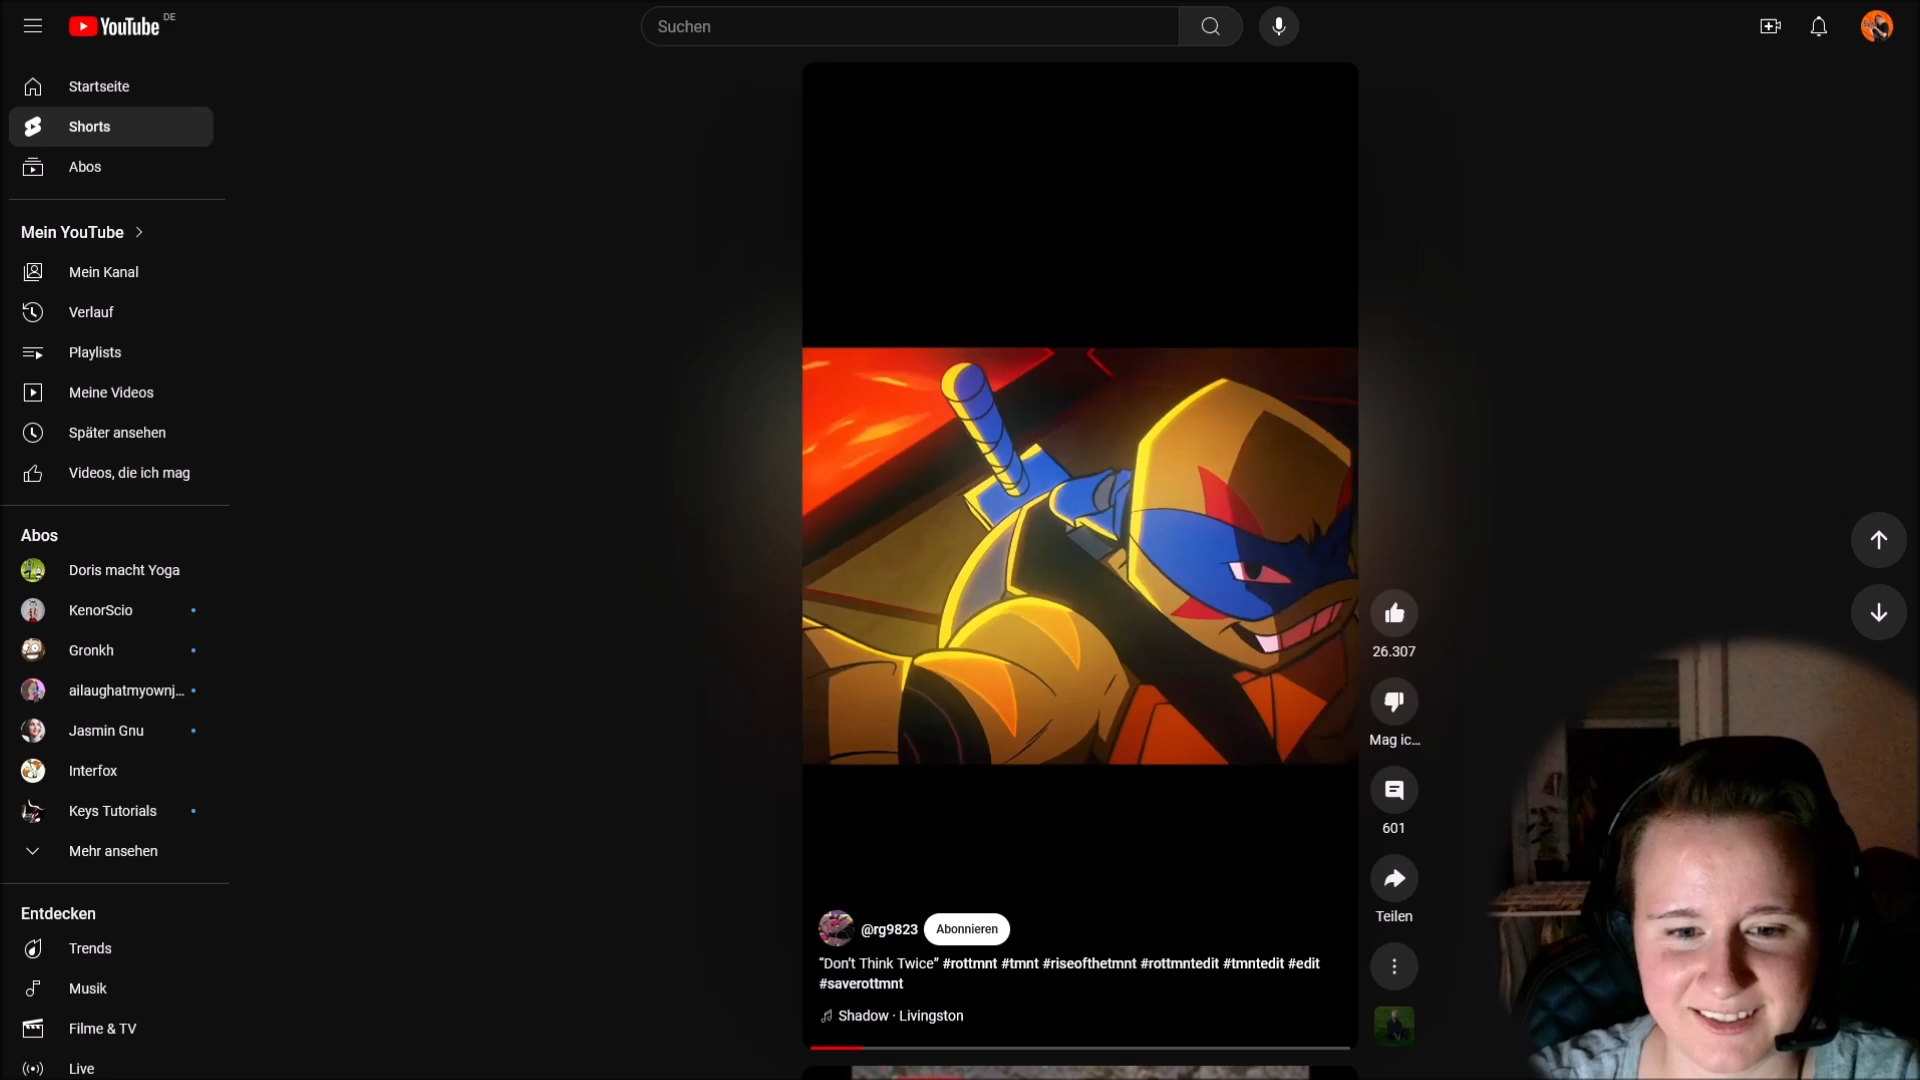 YouTube DE
Suchen
Startseite
Shorts
Abos
Mein YouTube
Mein Kanal
Verlauf
Playlists
Meine Videos
Später ansehen
Videos, die ich mag
Abos
Doris macht Yoga
KenorScio
Gronkh
ailaughatmyownj...
Jasmin Gnu
Interfox
Keys Tutorials
Mehr ansehen
Entdecken
Trends
Musik
Filme & TV
Live
26.307
Mag ic...
601
Teilen
@rg9823 Abonnieren
“Don't Think Twice” #rottmnt #tmnt #riseofthetmnt #rottmntedit #tmntedit #edit
#saverottmnt
Shadow · Livingston